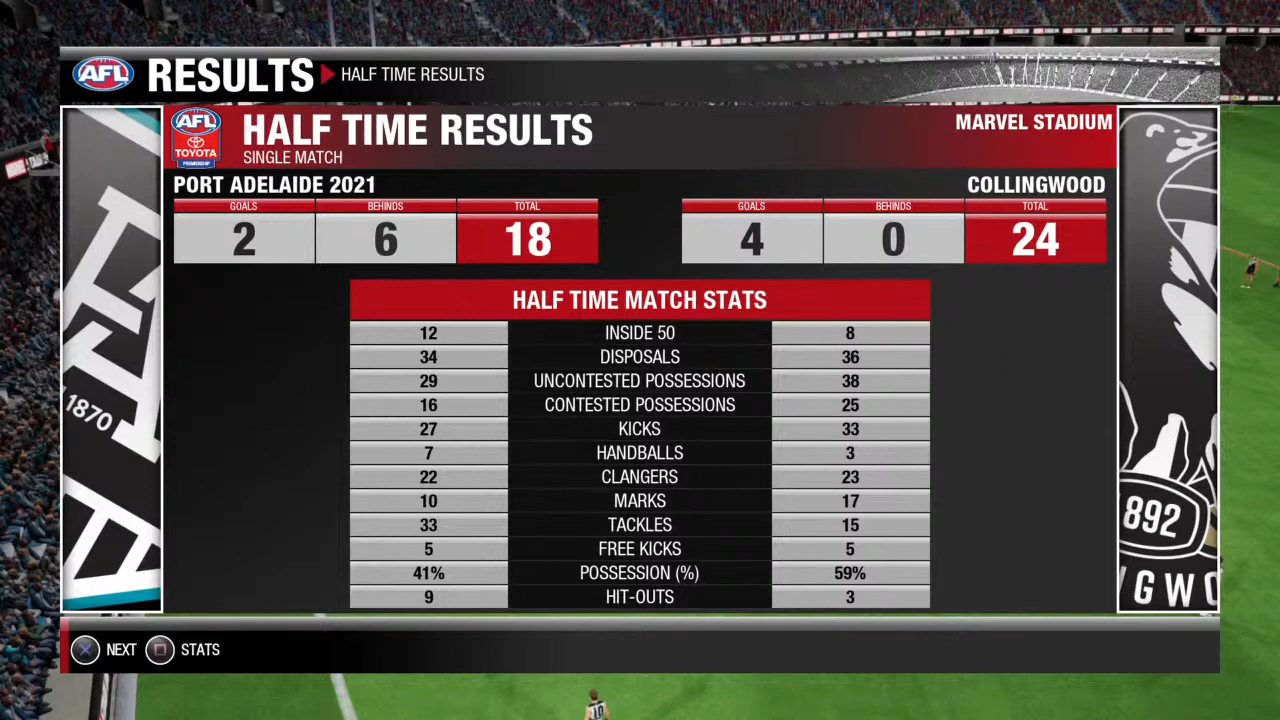 AFL RESULTS HALF TIME RESULTS
AFL
TOYOTA
PREMIERSHIP
HALF TIME RESULTS
SINGLE MATCH
MARVEL STADIUM
PORT ADELAIDE 2021
COLLINGWOOD
GOALS BEHINDS TOTAL
2 6 18
GOALS BEHINDS TOTAL
4 0 24
HALF TIME MATCH STATS
12 INSIDE 50 8
34 DISPOSALS 36
29 UNCONTESTED POSSESSIONS 38
16 CONTESTED POSSESSIONS 25
27 KICKS 33
7 HANDBALLS 3
22 CLANGERS 23
10 MARKS 17
33 TACKLES 15
5 FREE KICKS 5
41% POSSESSION (%) 59%
9 HIT-OUTS 3
1870
892
GWO
NEXT STATS
10